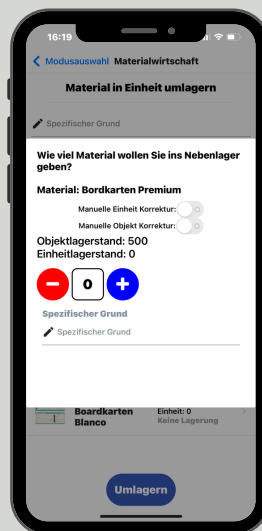 16:19
Modusauswahl Materialwirtschaft
Material in Einheit umlagern
Spezifischer Grund
Wie viel Material wollen Sie ins Nebenlager
geben?
Material: Bordkarten Premium
Manuelle Einheit Korrektur:
Manuelle Objekt Korrektur:
Objektlagerstand: 500
Einheitlagerstand: 0
0
Spezifischer Grund
Spezifischer Grund
Boardkarten Einheit: 0
Blanco Keine Lagerung
Umlagern